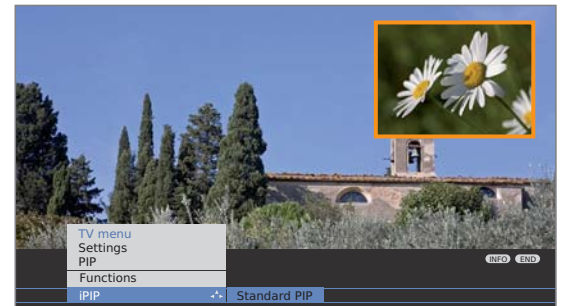 TV menu
Settings
PIP
Functions
iPIP
Standard PIP
INFO END